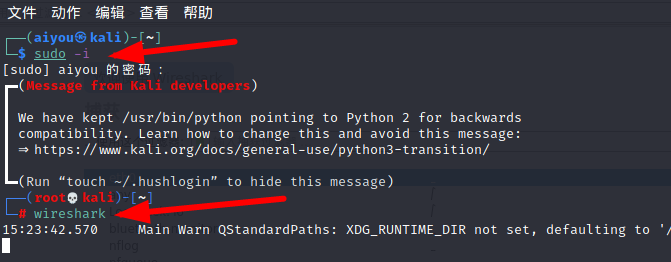 文件 动作 编辑 查看 帮助
┌──(aiyou㉿kali)-[~]
└─$ sudo -i
[sudo] aiyou 的密码：
┏━(Message from Kali developers)
┃ We have kept /usr/bin/python pointing to Python 2 for backwards
┃ compatibility. Learn how to change this and avoid this message:
┃ ⇒ https://www.kali.org/docs/general-use/python3-transition/
┗━(Run “touch ~/.hushlogin” to hide this message)
┌──(root💀kali)-[~]
└─# wireshark
15:23:42.570 Main Warn QStandardPaths: XDG_RUNTIME_DIR not set, defaulting to '/